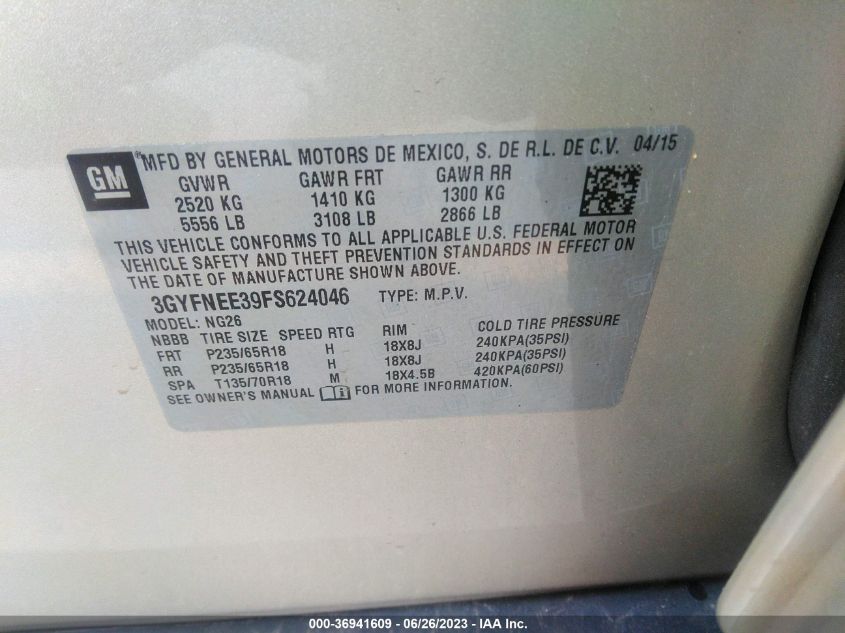 GM ® MFD BY GENERAL MOTORS DE MEXICO, S. DE R.L. DE C.V. 04/15
GVWR GAWR FRT GAWR RR
2520 KG 1410 KG 1300 KG
5556 LB 3108 LB 2866 LB
THIS VEHICLE CONFORMS TO ALL APPLICABLE U.S. FEDERAL MOTOR
VEHICLE SAFETY AND THEFT PREVENTION STANDARDS IN EFFECT ON
THE DATE OF MANUFACTURE SHOWN ABOVE.
3GYFNEE39FS624046 TYPE: M.P.V.
MODEL: NG26
NBBB TIRE SIZE SPEED RTG RIM COLD TIRE PRESSURE
FRT P235/65R18 H 18X8J 240KPA(35PSI)
RR P235/65R18 H 18X8J 240KPA(35PSI)
SPA T135/70R18 M 18X4.5B 420KPA(60PSI)
SEE OWNER'S MANUAL i FOR MORE INFORMATION.
000-36941609 - 06/26/2023 - IAA Inc.